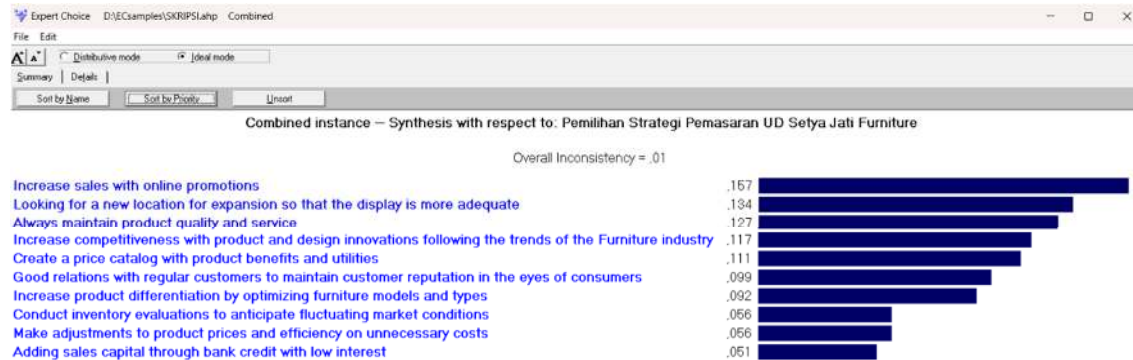 Expert Choice D:\ECsamples\SKRIPSI.ahp Combined
File Edit
A A Distributive mode Ideal mode
Summary Details
Sort by Name Sort by Priority Unsort
Combined instance -- Synthesis with respect to: Pemilihan Strategi Pemasaran UD Setya Jati Furniture
Overall Inconsistency = ,01
Increase sales with online promotions ,157
Looking for a new location for expansion so that the display is more adequate ,134
Always maintain product quality and service ,127
Increase competitiveness with product and design innovations following the trends of the Furniture industry ,117
Create a price catalog with product benefits and utilities ,111
Good relations with regular customers to maintain customer reputation in the eyes of consumers ,099
Increase product differentiation by optimizing furniture models and types ,092
Conduct inventory evaluations to anticipate fluctuating market conditions ,056
Make adjustments to product prices and efficiency on unnecessary costs ,056
Adding sales capital through bank credit with low interest ,051